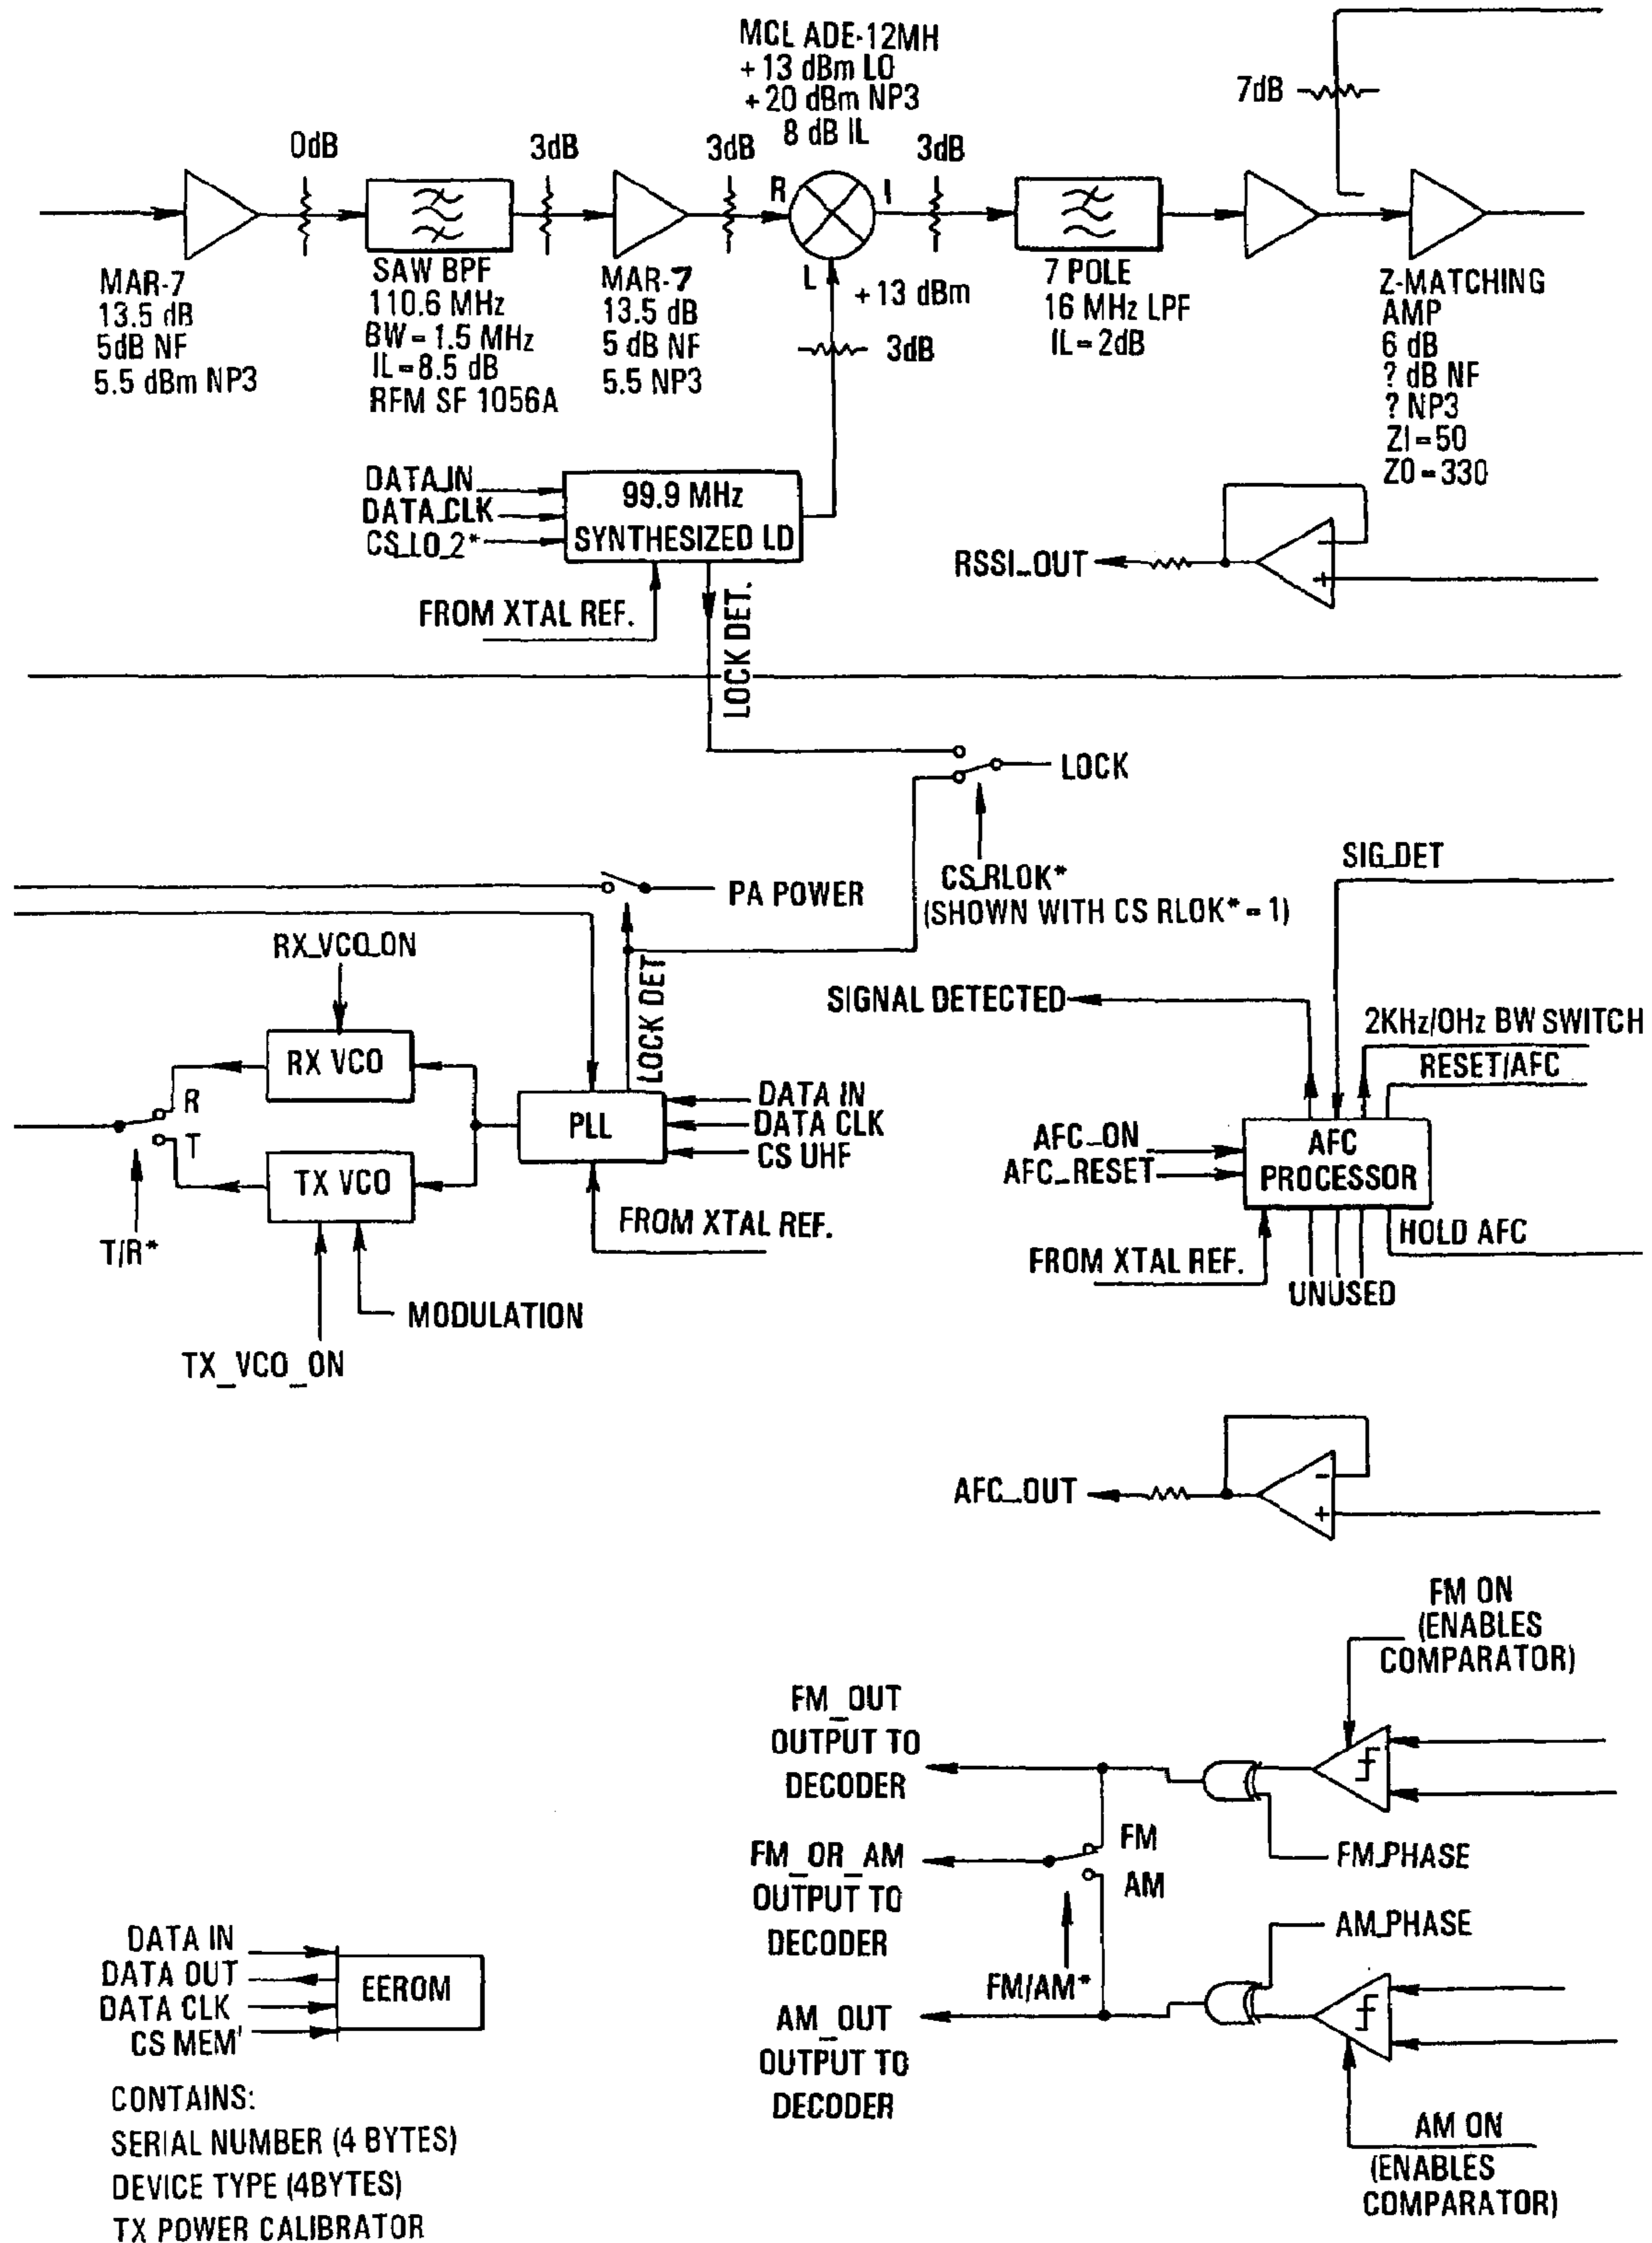 MCL ADE-12MH
+13 dBm LO
+20 dBm NP3
8 dB IL
7dB
0dB
3dB
3dB
3dB
R
I
L
+13 dBm
3dB
MAR-7
13.5 dB
5dB NF
5.5 dBm NP3
SAW BPF
110.6 MHz
BW=1.5 MHz
IL=8.5 dB
RFM SF 1056A
MAR-7
13.5 dB
5 dB NF
5.5 NP3
7 POLE
16 MHz LPF
IL=2dB
Z-MATCHING
AMP
6 dB
? dB NF
? NP3
ZI=50
ZO=330
DATA_IN
DATA_CLK
CS_LO_2*
99.9 MHz
SYNTHESIZED LD
FROM XTAL REF.
LOCK DET.
RSSI_OUT
+
LOCK
CS_RLOK*
(SHOWN WITH CS RLOK*=1)
PA POWER
SIG_DET
RX_VCO_ON
LOCK DET
SIGNAL DETECTED
2KHz/0Hz BW SWITCH
RESET/AFC
RX VCO
R
T
TX VCO
PLL
DATA IN
DATA CLK
CS UHF
T/R*
FROM XTAL REF.
MODULATION
TX_VCO_ON
AFC_ON
AFC_RESET
AFC
PROCESSOR
HOLD AFC
FROM XTAL REF.
UNUSED
AFC_OUT
-
+
FM ON
(ENABLES
COMPARATOR)
FM_OUT
OUTPUT TO
DECODER
FM_PHASE
FM_OR_AM
OUTPUT TO
DECODER
FM
AM
FM/AM*
AM_PHASE
AM_OUT
OUTPUT TO
DECODER
AM ON
(ENABLES
COMPARATOR)
DATA IN
DATA OUT
DATA CLK
CS MEM'
EEROM
CONTAINS:
SERIAL NUMBER (4 BYTES)
DEVICE TYPE (4BYTES)
TX POWER CALIBRATOR